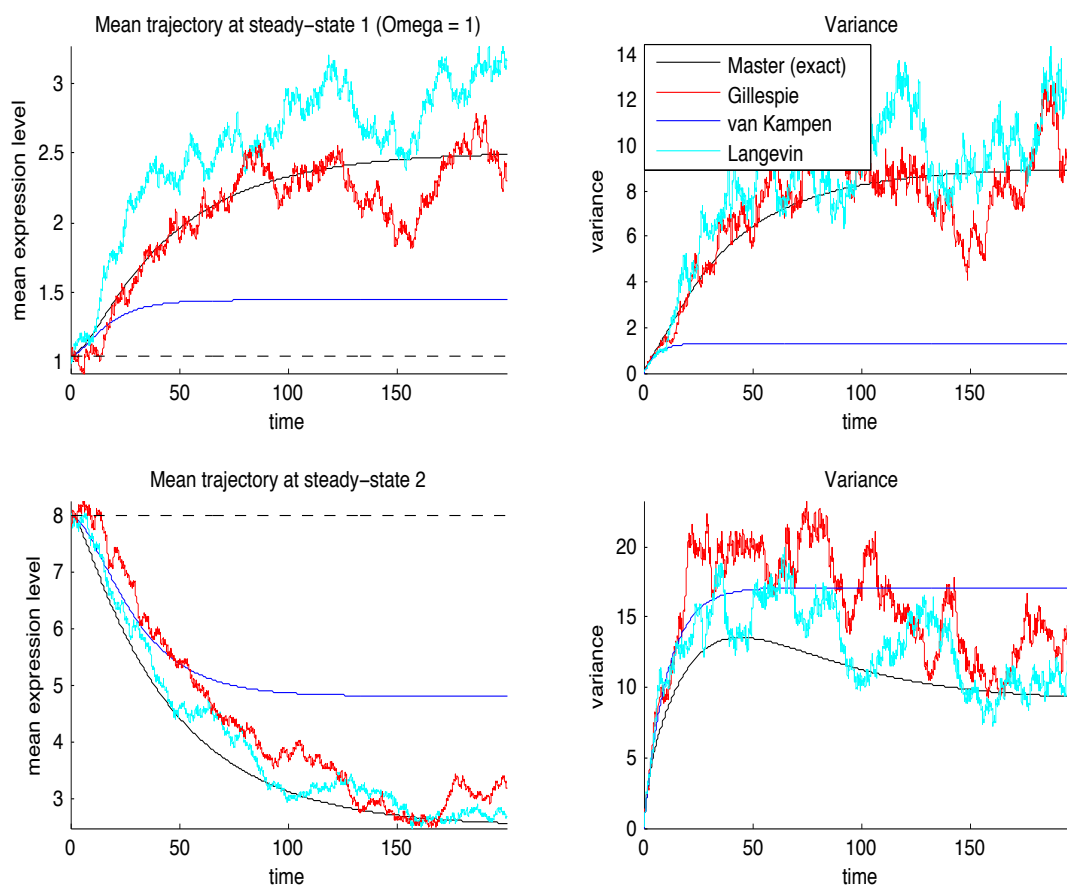 Mean trajectory at steady−state 1 (Omega = 1)
mean expression level
3
2.5
2
1.5
1
0
50
100
150
time
Variance
variance
14
12
10
8
6
4
2
0
Master (exact)
Gillespie
van Kampen
Langevin
0
50
100
150
time
Mean trajectory at steady−state 2
mean expression level
8
7
6
5
4
3
0
50
100
150
time
Variance
variance
20
15
10
5
0
0
50
100
150
time